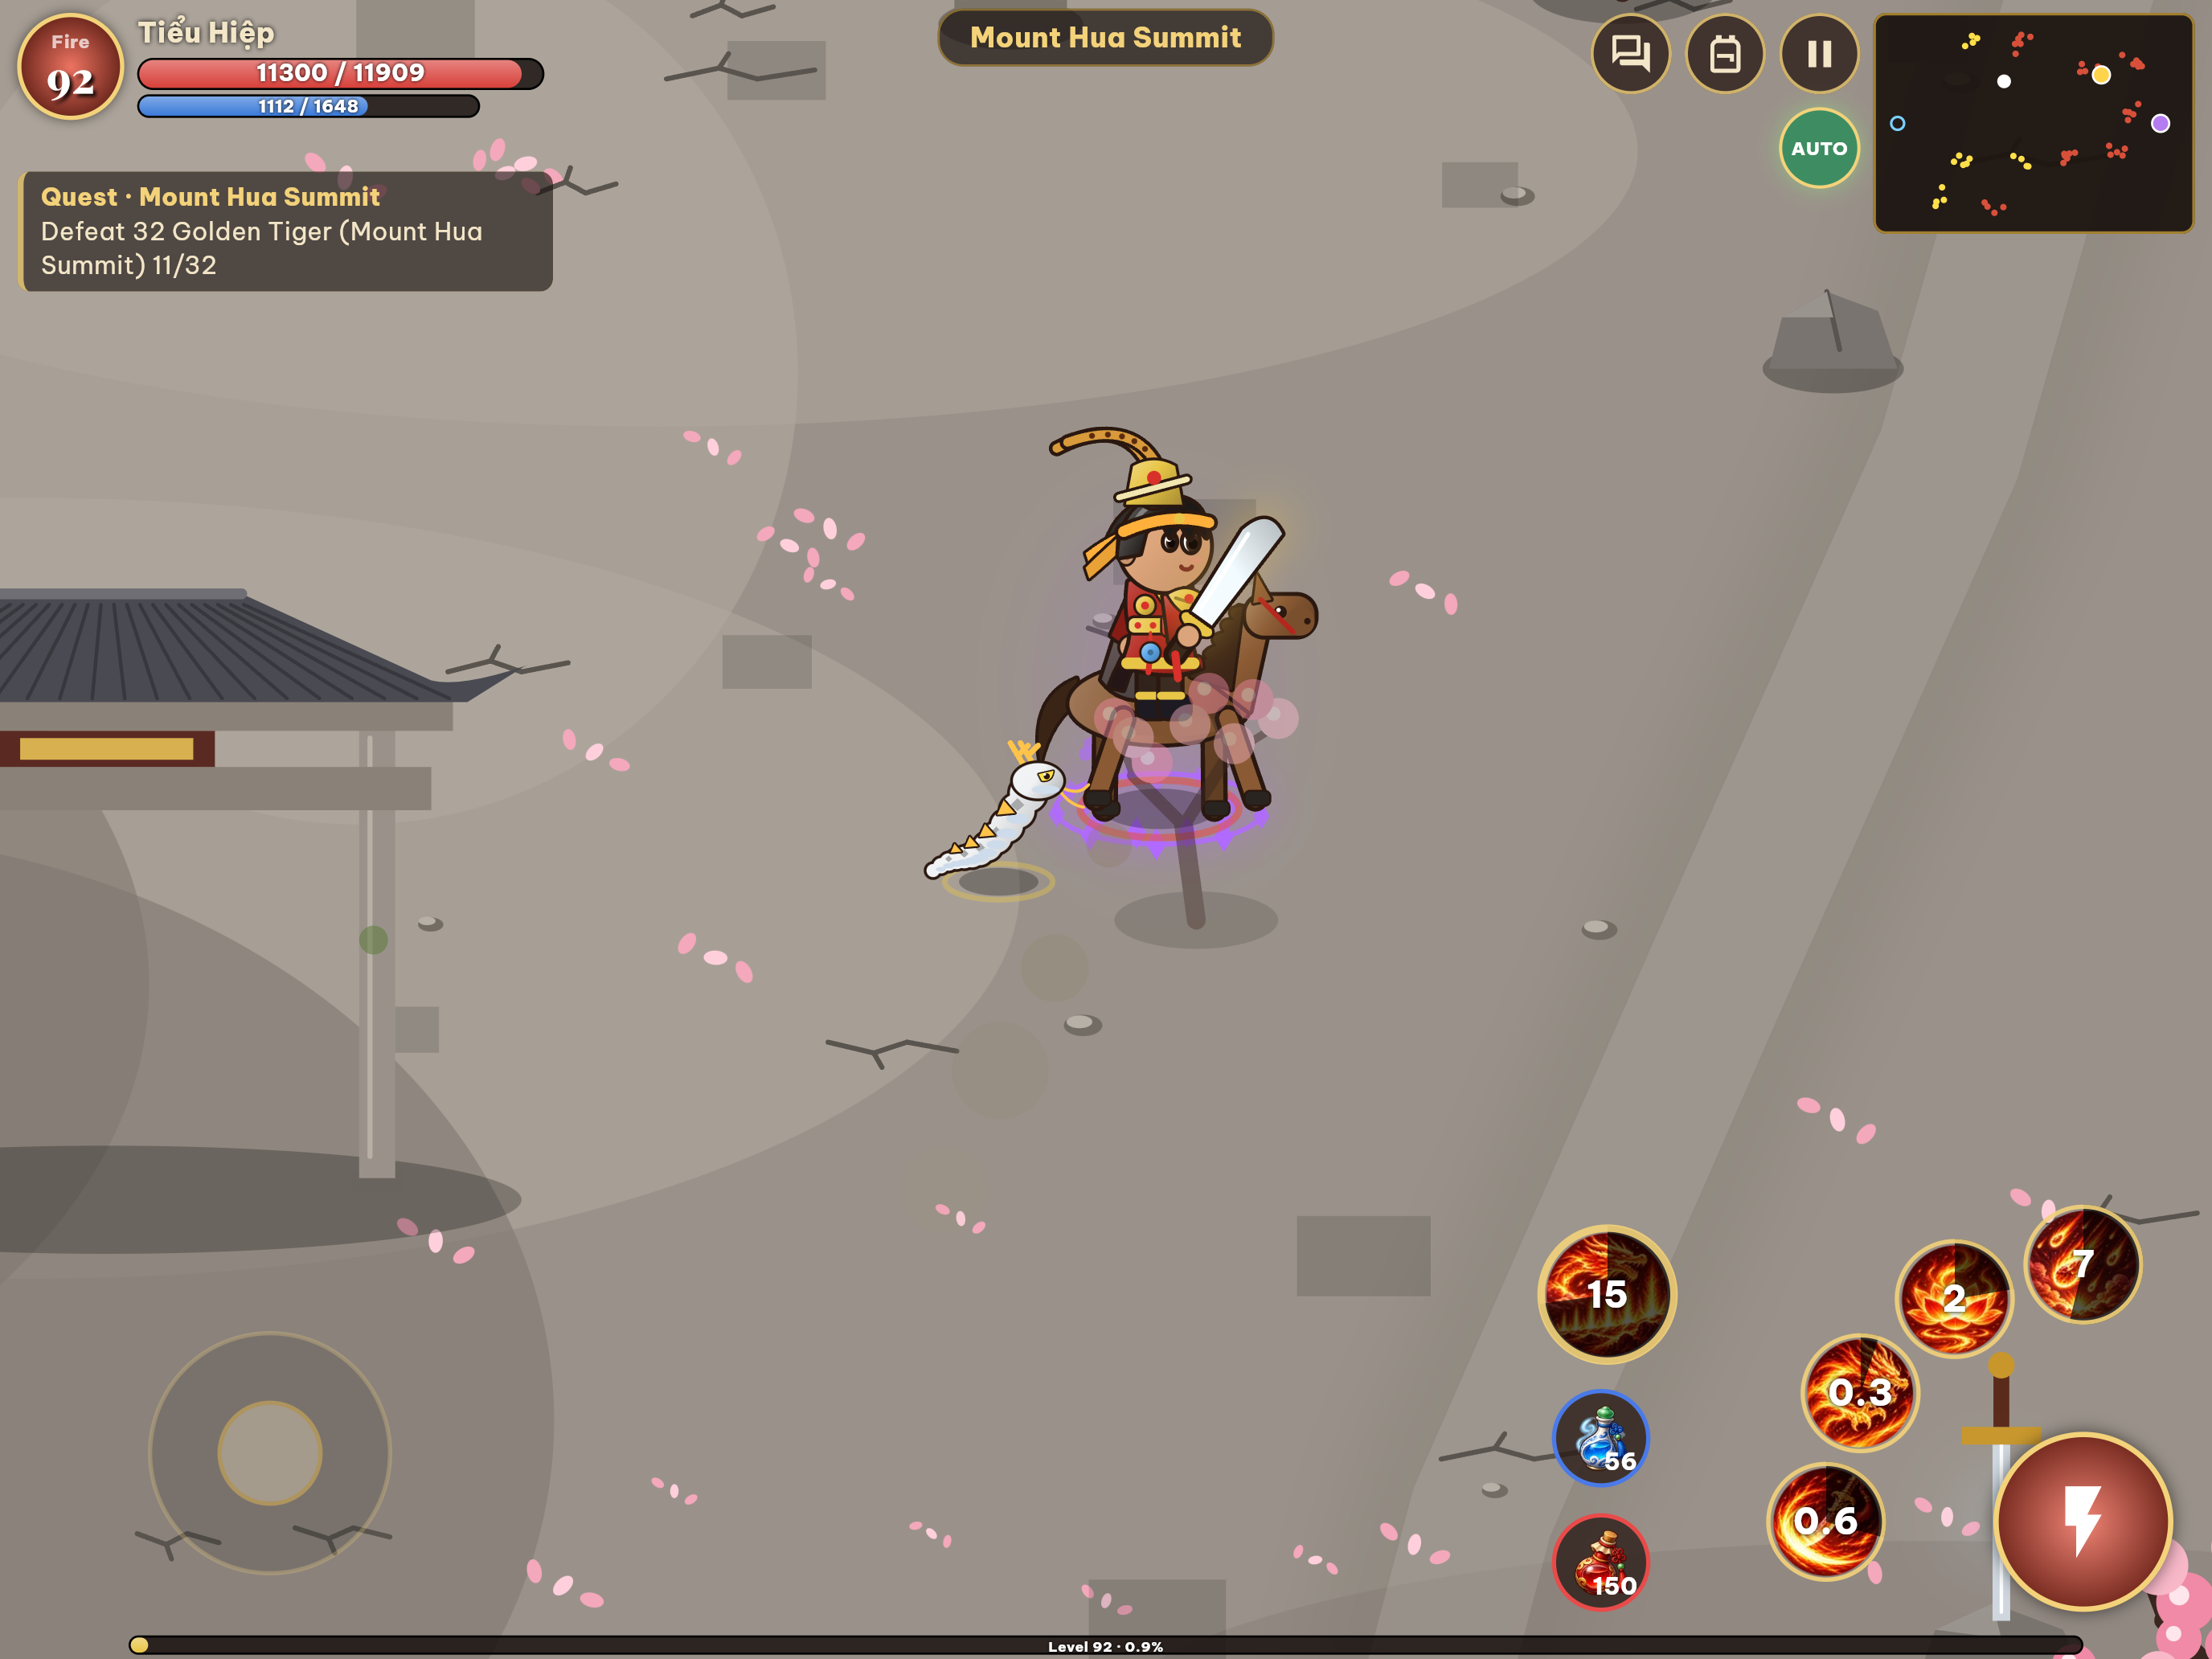 Fire
92
Tiểu Hiệp
11300 / 11909
1112 / 1648
Mount Hua Summit
AUTO
Quest · Mount Hua Summit
Defeat 32 Golden Tiger (Mount Hua
Summit) 11/32
15
7
2
0.3
56
0.6
150
Level 92 · 0.9%